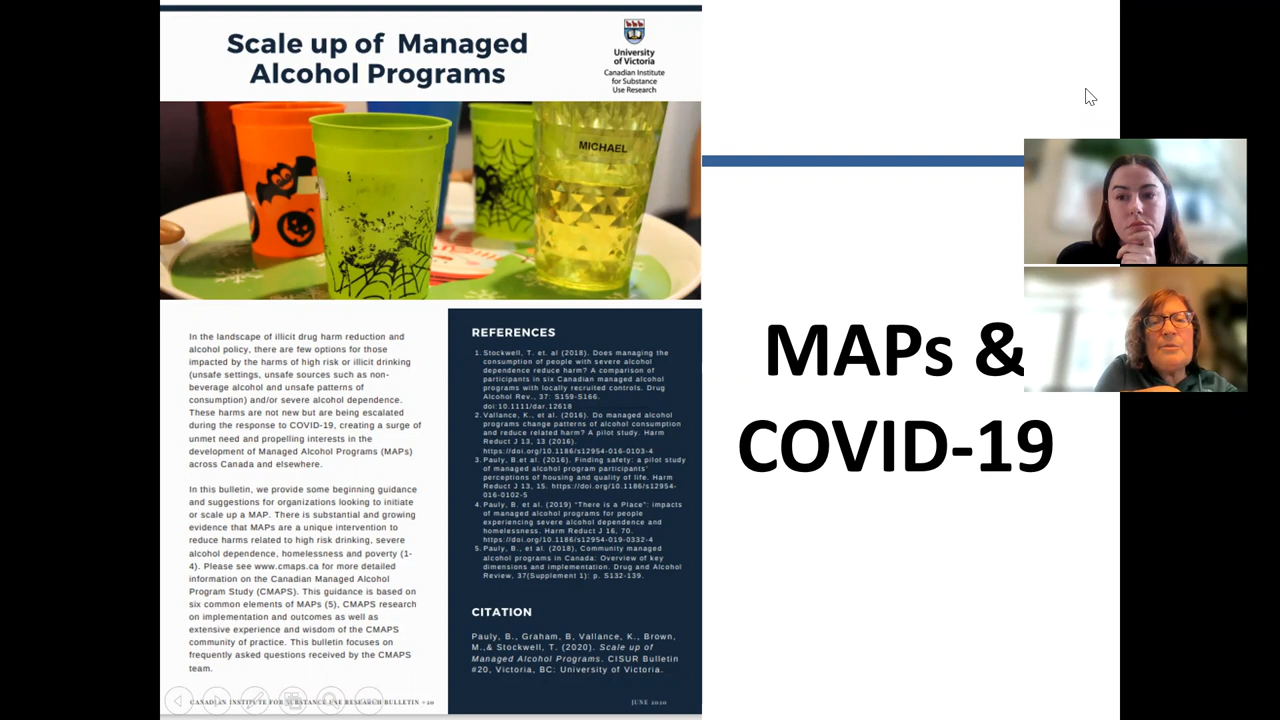 Scale up of Managed
Alcohol Programs
University
of Victoria
Canadian Institute
for Substance
Use Research
MICHAEL
In the landscape of illicit drug harm reduction and
alcohol policy, there are few options for those
impacted by the harms of high risk or illicit drinking
(unsafe settings, unsafe sources such as non-
beverage alcohol and unsafe patterns of
consumption) and/or severe alcohol dependence.
These harms are not new but are being escalated
during the response to COVID-19, creating a surge of
unmet need and propelling interests in the
development of Managed Alcohol Programs (MAPs)
across Canada and elsewhere.
In this bulletin, we provide some beginning guidance
and suggestions for organizations looking to initiate
or scale up a MAP. There is substantial and growing
evidence that MAPs are a unique intervention to
reduce harms related to high risk drinking, severe
alcohol dependence, homelessness and poverty (1-
4). Please see www.cmaps.ca for more detailed
information on the Canadian Managed Alcohol
Program Study (CMAPS). This guidance is based on
six common elements of MAPs (5), CMAPS research
on implementation and outcomes as well as
extensive experience and wisdom of the CMAPS
community of practice. This bulletin focuses on
frequently asked questions received by the CMAPS
team.
CANADIAN INSTITUTE FOR SUBSTANCE USE RESEARCH BULLETIN #20
REFERENCES
1. Stockwell, T. et. al (2018). Does managing the
consumption of people with severe alcohol
dependence reduce harm? A comparison of
participants in six Canadian managed alcohol
programs with locally recruited controls. Drug
Alcohol Rev., 37: S159-S166.
doi:10.1111/dar.12618
2. Vallance, K., et al. (2016). Do managed alcohol
programs change patterns of alcohol consumption
and reduce related harm? A pilot study. Harm
Reduct J 13, 13 (2016).
https://doi.org/10.1186/s12954-016-0103-4
3. Pauly, B.et al. (2016). Finding safety: a pilot study
of managed alcohol program participants'
perceptions of housing and quality of life. Harm
Reduct J 13, 15. https://doi.org/10.1186/s12954-
016-0102-5
4. Pauly, B. et al. (2019) "There is a Place": impacts
of managed alcohol programs for people
experiencing severe alcohol dependence and
homelessness. Harm Reduct J 16, 70.
https://doi.org/10.1186/s12954-019-0332-4
5. Pauly, B., et al. (2018), Community managed
alcohol programs in Canada: Overview of key
dimensions and implementation. Drug and Alcohol
Review, 37(Supplement 1): p. S132-139.
CITATION
Pauly, B., Graham, B, Vallance, K., Brown,
M.,& Stockwell, T. (2020). Scale up of
Managed Alcohol Programs. CISUR Bulletin
#20, Victoria, BC: University of Victoria.
JUNE 2020
MAPs &
COVID-19